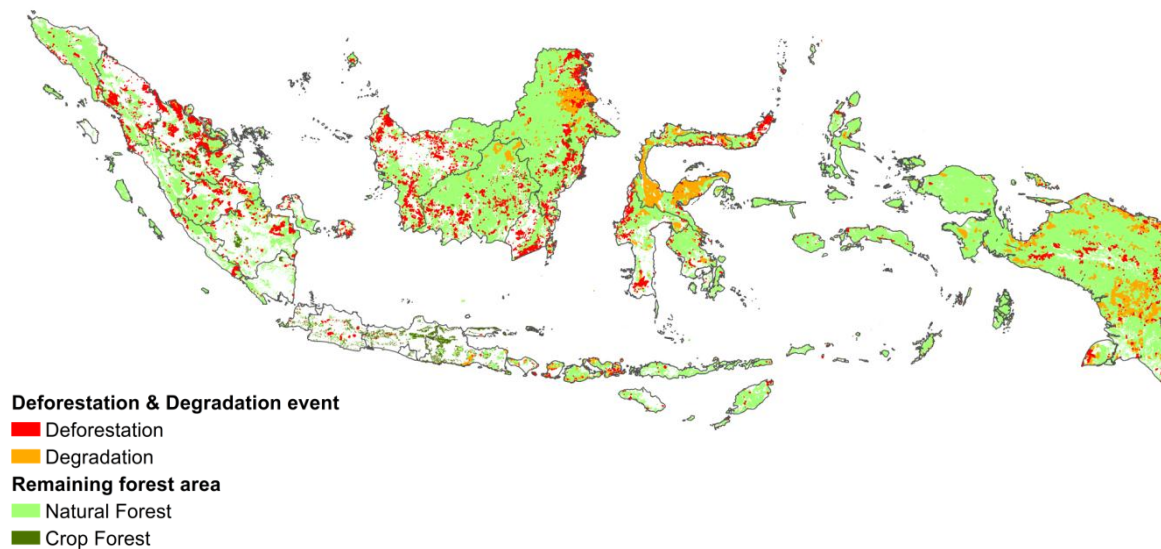 Deforestation & Degradation event
Deforestation
Degradation
Remaining forest area
Natural Forest
Crop Forest